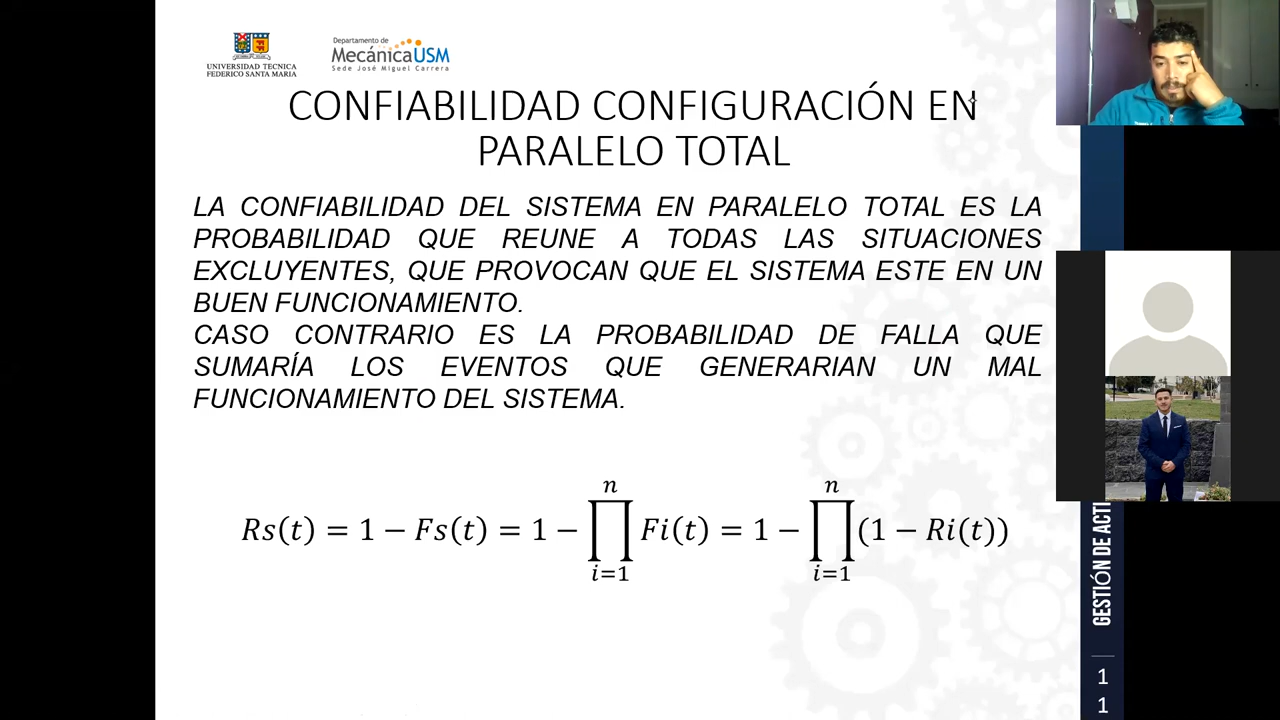 UNIVERSIDAD TECNICA
FEDERICO SANTA MARIA
Departamento de
MecánicaUSM
Sede José Miguel Carrera
CONFIABILIDAD CONFIGURACIÓN EN
PARALELO TOTAL
LA CONFIABILIDAD DEL SISTEMA EN PARALELO TOTAL ES LA
PROBABILIDAD QUE REUNE A TODAS LAS SITUACIONES
EXCLUYENTES, QUE PROVOCAN QUE EL SISTEMA ESTE EN UN
BUEN FUNCIONAMIENTO.
CASO CONTRARIO ES LA PROBABILIDAD DE FALLA QUE
SUMARÍA LOS EVENTOS QUE GENERARIAN UN MAL
FUNCIONAMIENTO DEL SISTEMA.
Rs(t) = 1 − Fs(t) = 1 − ∏_{i=1}^{n} Fi(t) = 1 − ∏_{i=1}^{n} (1 − Ri(t))
GESTIÓN DE ACTI
1
1